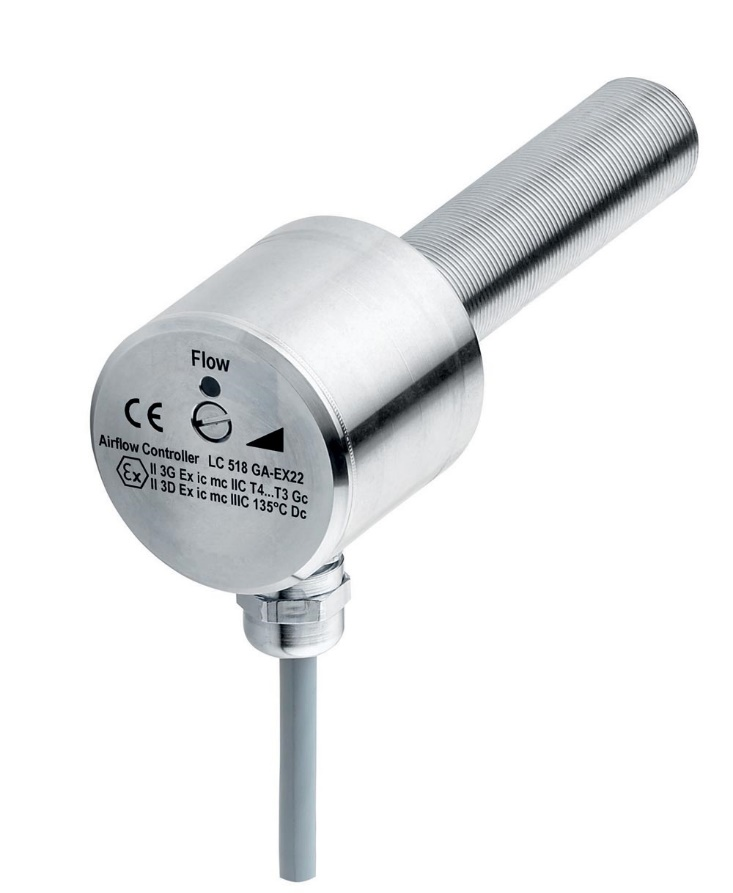 Flow
CE
Airflow Controller LC 518 GA-EX22
Ex II 3G Ex ic mc IIC T4...T3 Gc
II 3D Ex ic mc IIIC 135°C Dc